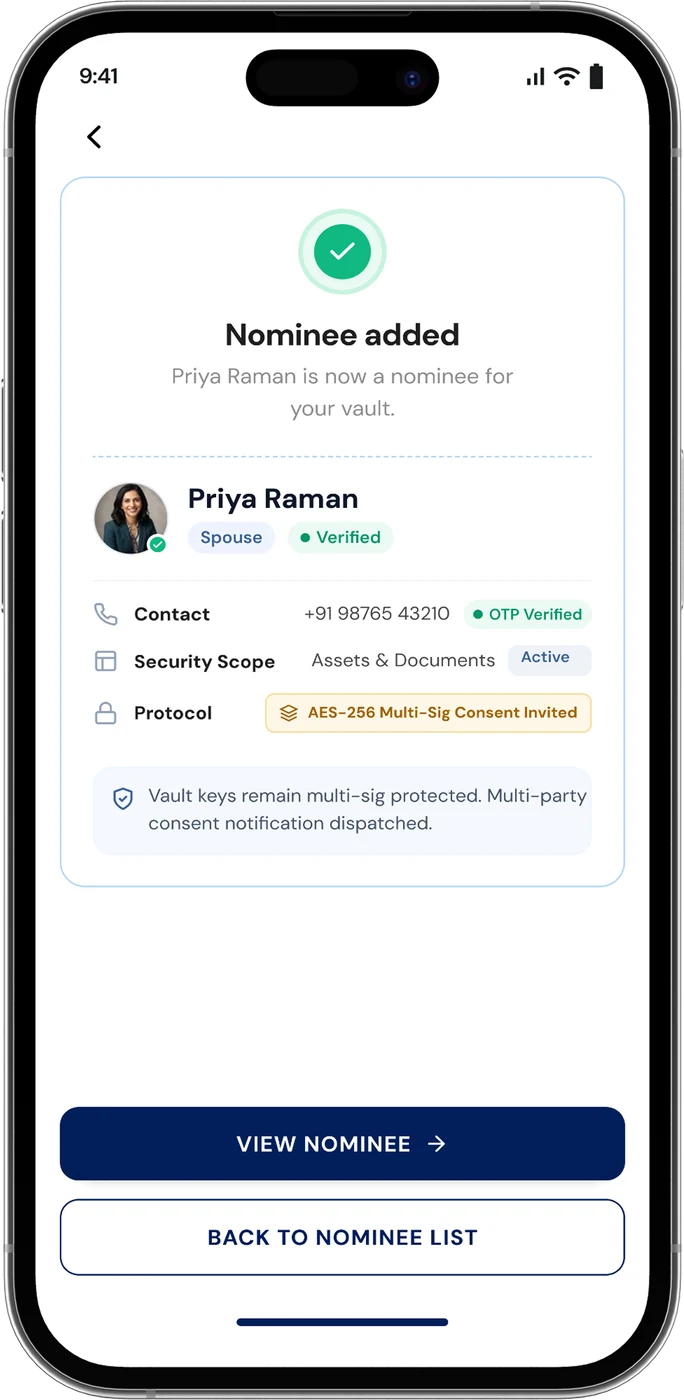 9:41
Nominee added
Priya Raman is now a nominee for
your vault.
Priya Raman
Spouse
Verified
Contact
+91 98765 43210
OTP Verified
Security Scope
Assets & Documents
Active
Protocol
AES-256 Multi-Sig Consent Invited
Vault keys remain multi-sig protected. Multi-party
consent notification dispatched.
VIEW NOMINEE →
BACK TO NOMINEE LIST